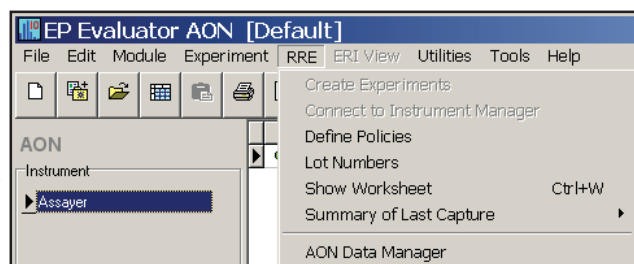 EP Evaluator AON [Default]
File Edit Module Experiment RRE ERI View Utilities Tools Help
Create Experiments
Connect to Instrument Manager
Define Policies
Lot Numbers
Show Worksheet Ctrl+W
Summary of Last Capture
AON Data Manager
AON
Instrument
Assayer